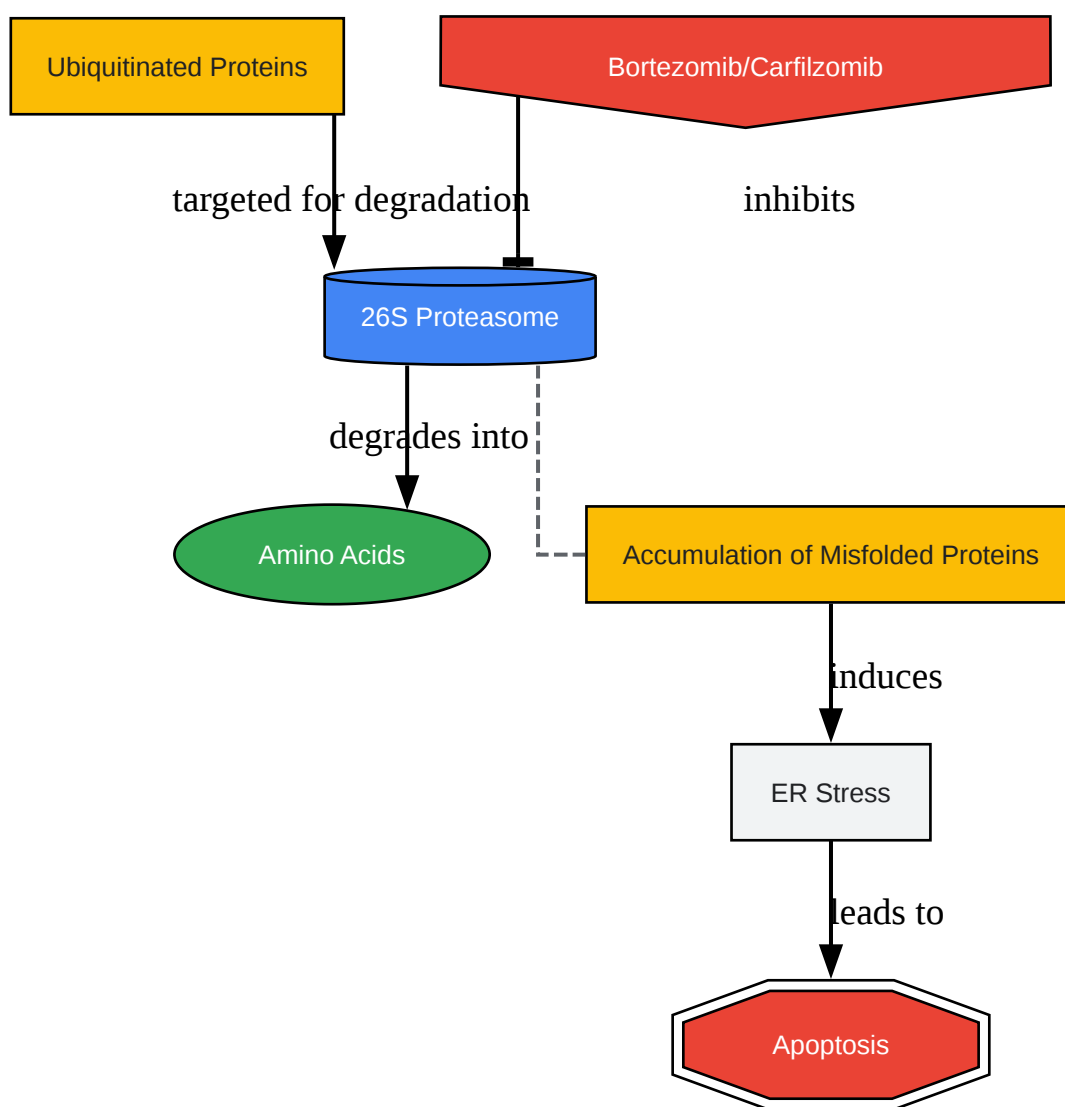 Ubiquitinated Proteins
Bortezomib/Carfilzomib
targeted for degradation
inhibits
26S Proteasome
degrades into
Amino Acids
Accumulation of Misfolded Proteins
induces
ER Stress
leads to
Apoptosis